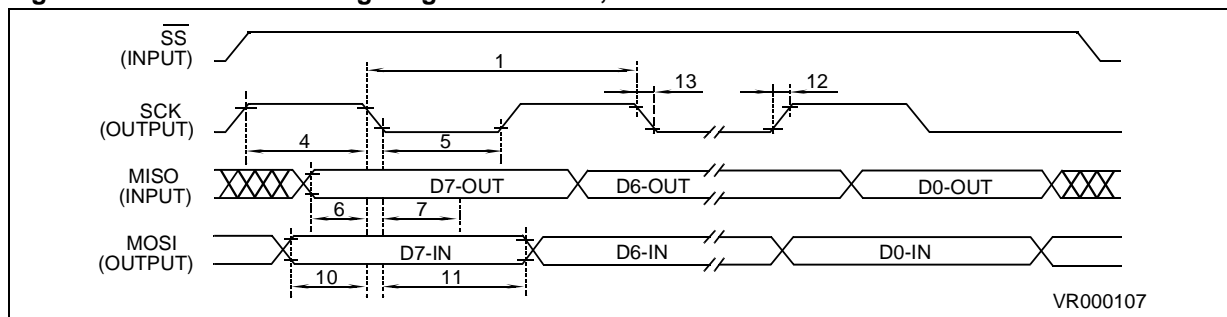 SS
(INPUT)
1
13
12
SCK
(OUTPUT)
4
5
MISO
(INPUT)
D7-OUT
D6-OUT
D0-OUT
6
7
MOSI
(OUTPUT)
D7-IN
D6-IN
D0-IN
10
11
VR000107